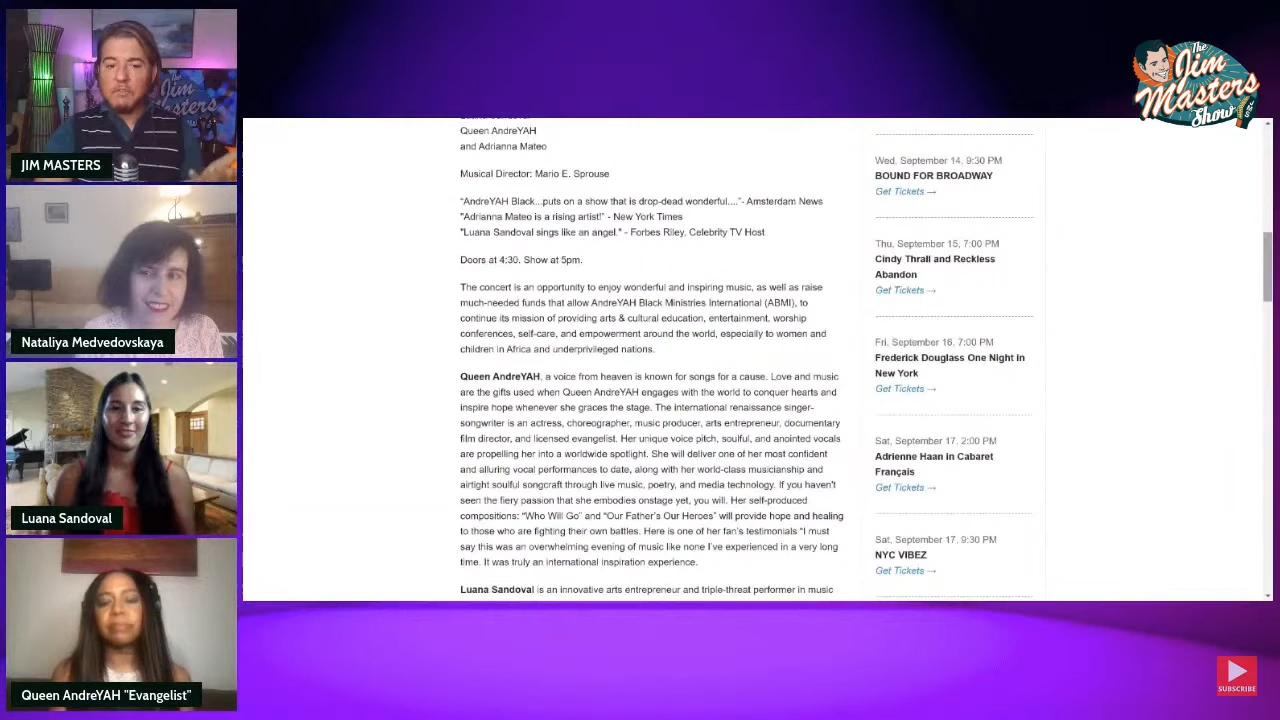 The
Jim
Masters
Show
JIM MASTERS
Nataliya Medvedovskaya
Luana Sandoval
Queen AndreYAH "Evangelist"
The Jim Masters Show
Queen AndreYAH
and Adrianna Mateo
Musical Director: Mario E. Sprouse
“AndreYAH Black...puts on a show that is drop-dead wonderful....”- Amsterdam News
"Adrianna Mateo is a rising artist!” - New York Times
"Luana Sandoval sings like an angel." - Forbes Riley, Celebrity TV Host
Doors at 4:30. Show at 5pm.
The concert is an opportunity to enjoy wonderful and inspiring music, as well as raise
much-needed funds that allow AndreYAH Black Ministries International (ABMI), to
continue its mission of providing arts & cultural education, entertainment, worship
conferences, self-care, and empowerment around the world, especially to women and
children in Africa and underprivileged nations.
Queen AndreYAH, a voice from heaven is known for songs for a cause. Love and music
are the gifts used when Queen AndreYAH engages with the world to conquer hearts and
inspire hope whenever she graces the stage. The international renaissance singer-
songwriter is an actress, choreographer, music producer, arts entrepreneur, documentary
film director, and licensed evangelist. Her unique voice pitch, soulful, and anointed vocals
are propelling her into a worldwide spotlight. She will deliver one of her most confident
and alluring vocal performances to date, along with her world-class musicianship and
airtight soulful songcraft through live music, poetry, and media technology. If you haven't
seen the fiery passion that she embodies onstage yet, you will. Her self-produced
compositions: “Who Will Go” and “Our Father's Our Heroes” will provide hope and healing
to those who are fighting their own battles. Here is one of her fan's testimonials “I must
say this was an overwhelming evening of music like none I've experienced in a very long
time. It was truly an international inspiration experience.
Luana Sandoval is an innovative arts entrepreneur and triple-threat performer in music
Wed, September 14, 9:30 PM
BOUND FOR BROADWAY
Get Tickets →
Thu, September 15, 7:00 PM
Cindy Thrall and Reckless
Abandon
Get Tickets →
Fri, September 16, 7:00 PM
Frederick Douglass One Night in
New York
Get Tickets →
Sat, September 17, 2:00 PM
Adrienne Haan in Cabaret
Français
Get Tickets →
Sat, September 17, 9:30 PM
NYC VIBEZ
Get Tickets →
SUBSCRIBE